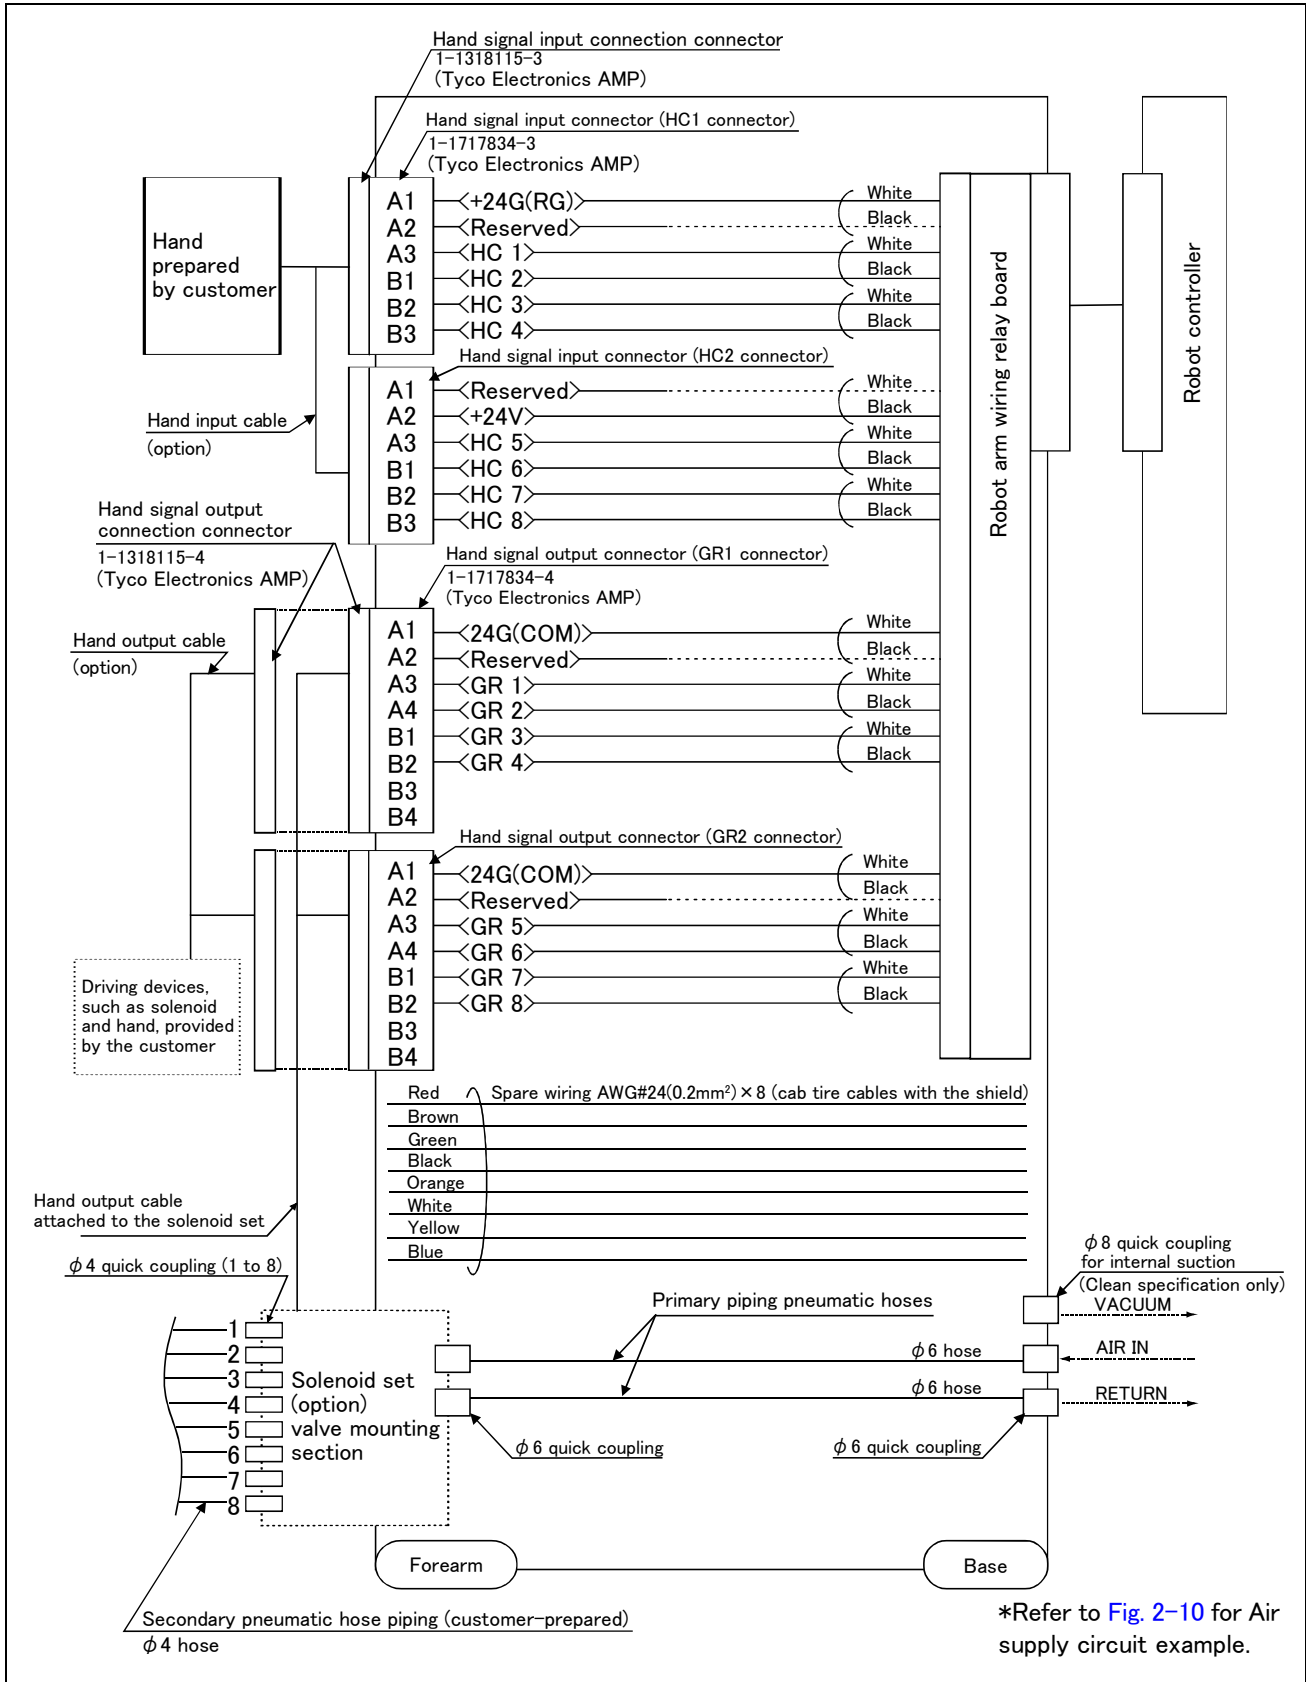 Hand signal input connection connector
1-1318115-3
(Tyco Electronics AMP)
Hand signal input connector (HC1 connector)
1-1717834-3
(Tyco Electronics AMP)
Hand
prepared
by customer
A1 <+24G(RG)> White
A2 <Reserved> Black
A3 <HC 1> White
B1 <HC 2> Black
B2 <HC 3> White
B3 <HC 4> Black
Robot arm wiring relay board
Robot controller
Hand signal input connector (HC2 connector)
A1 <Reserved> White
A2 <+24V> Black
A3 <HC 5> White
B1 <HC 6> Black
B2 <HC 7> White
B3 <HC 8> Black
Hand input cable
(option)
Hand signal output
connection connector
1-1318115-4
(Tyco Electronics AMP)
Hand signal output connector (GR1 connector)
1-1717834-4
(Tyco Electronics AMP)
Hand output cable
(option)
A1 <24G(COM)> White
A2 <Reserved> Black
A3 <GR 1> White
A4 <GR 2> Black
B1 <GR 3> White
B2 <GR 4> Black
B3
B4
Hand signal output connector (GR2 connector)
A1 <24G(COM)> White
A2 <Reserved> Black
A3 <GR 5> White
A4 <GR 6> Black
B1 <GR 7> White
B2 <GR 8> Black
B3
B4
Driving devices,
such as solenoid
and hand, provided
by the customer
Red Spare wiring AWG#24(0.2mm²)×8 (cab tire cables with the shield)
Brown
Green
Black
Orange
White
Yellow
Blue
Hand output cable
attached to the solenoid set
φ4 quick coupling (1 to 8)
φ8 quick coupling
for internal suction
(Clean specification only)
VACUUM
Primary piping pneumatic hoses
φ6 hose AIR IN
φ6 hose RETURN
1
2
3
4
5
6
7
8
Solenoid set
(option)
valve mounting
section
φ6 quick coupling
φ6 quick coupling
Forearm
Base
Secondary pneumatic hose piping (customer-prepared)
φ4 hose
*Refer to Fig. 2-10 for Air
supply circuit example.